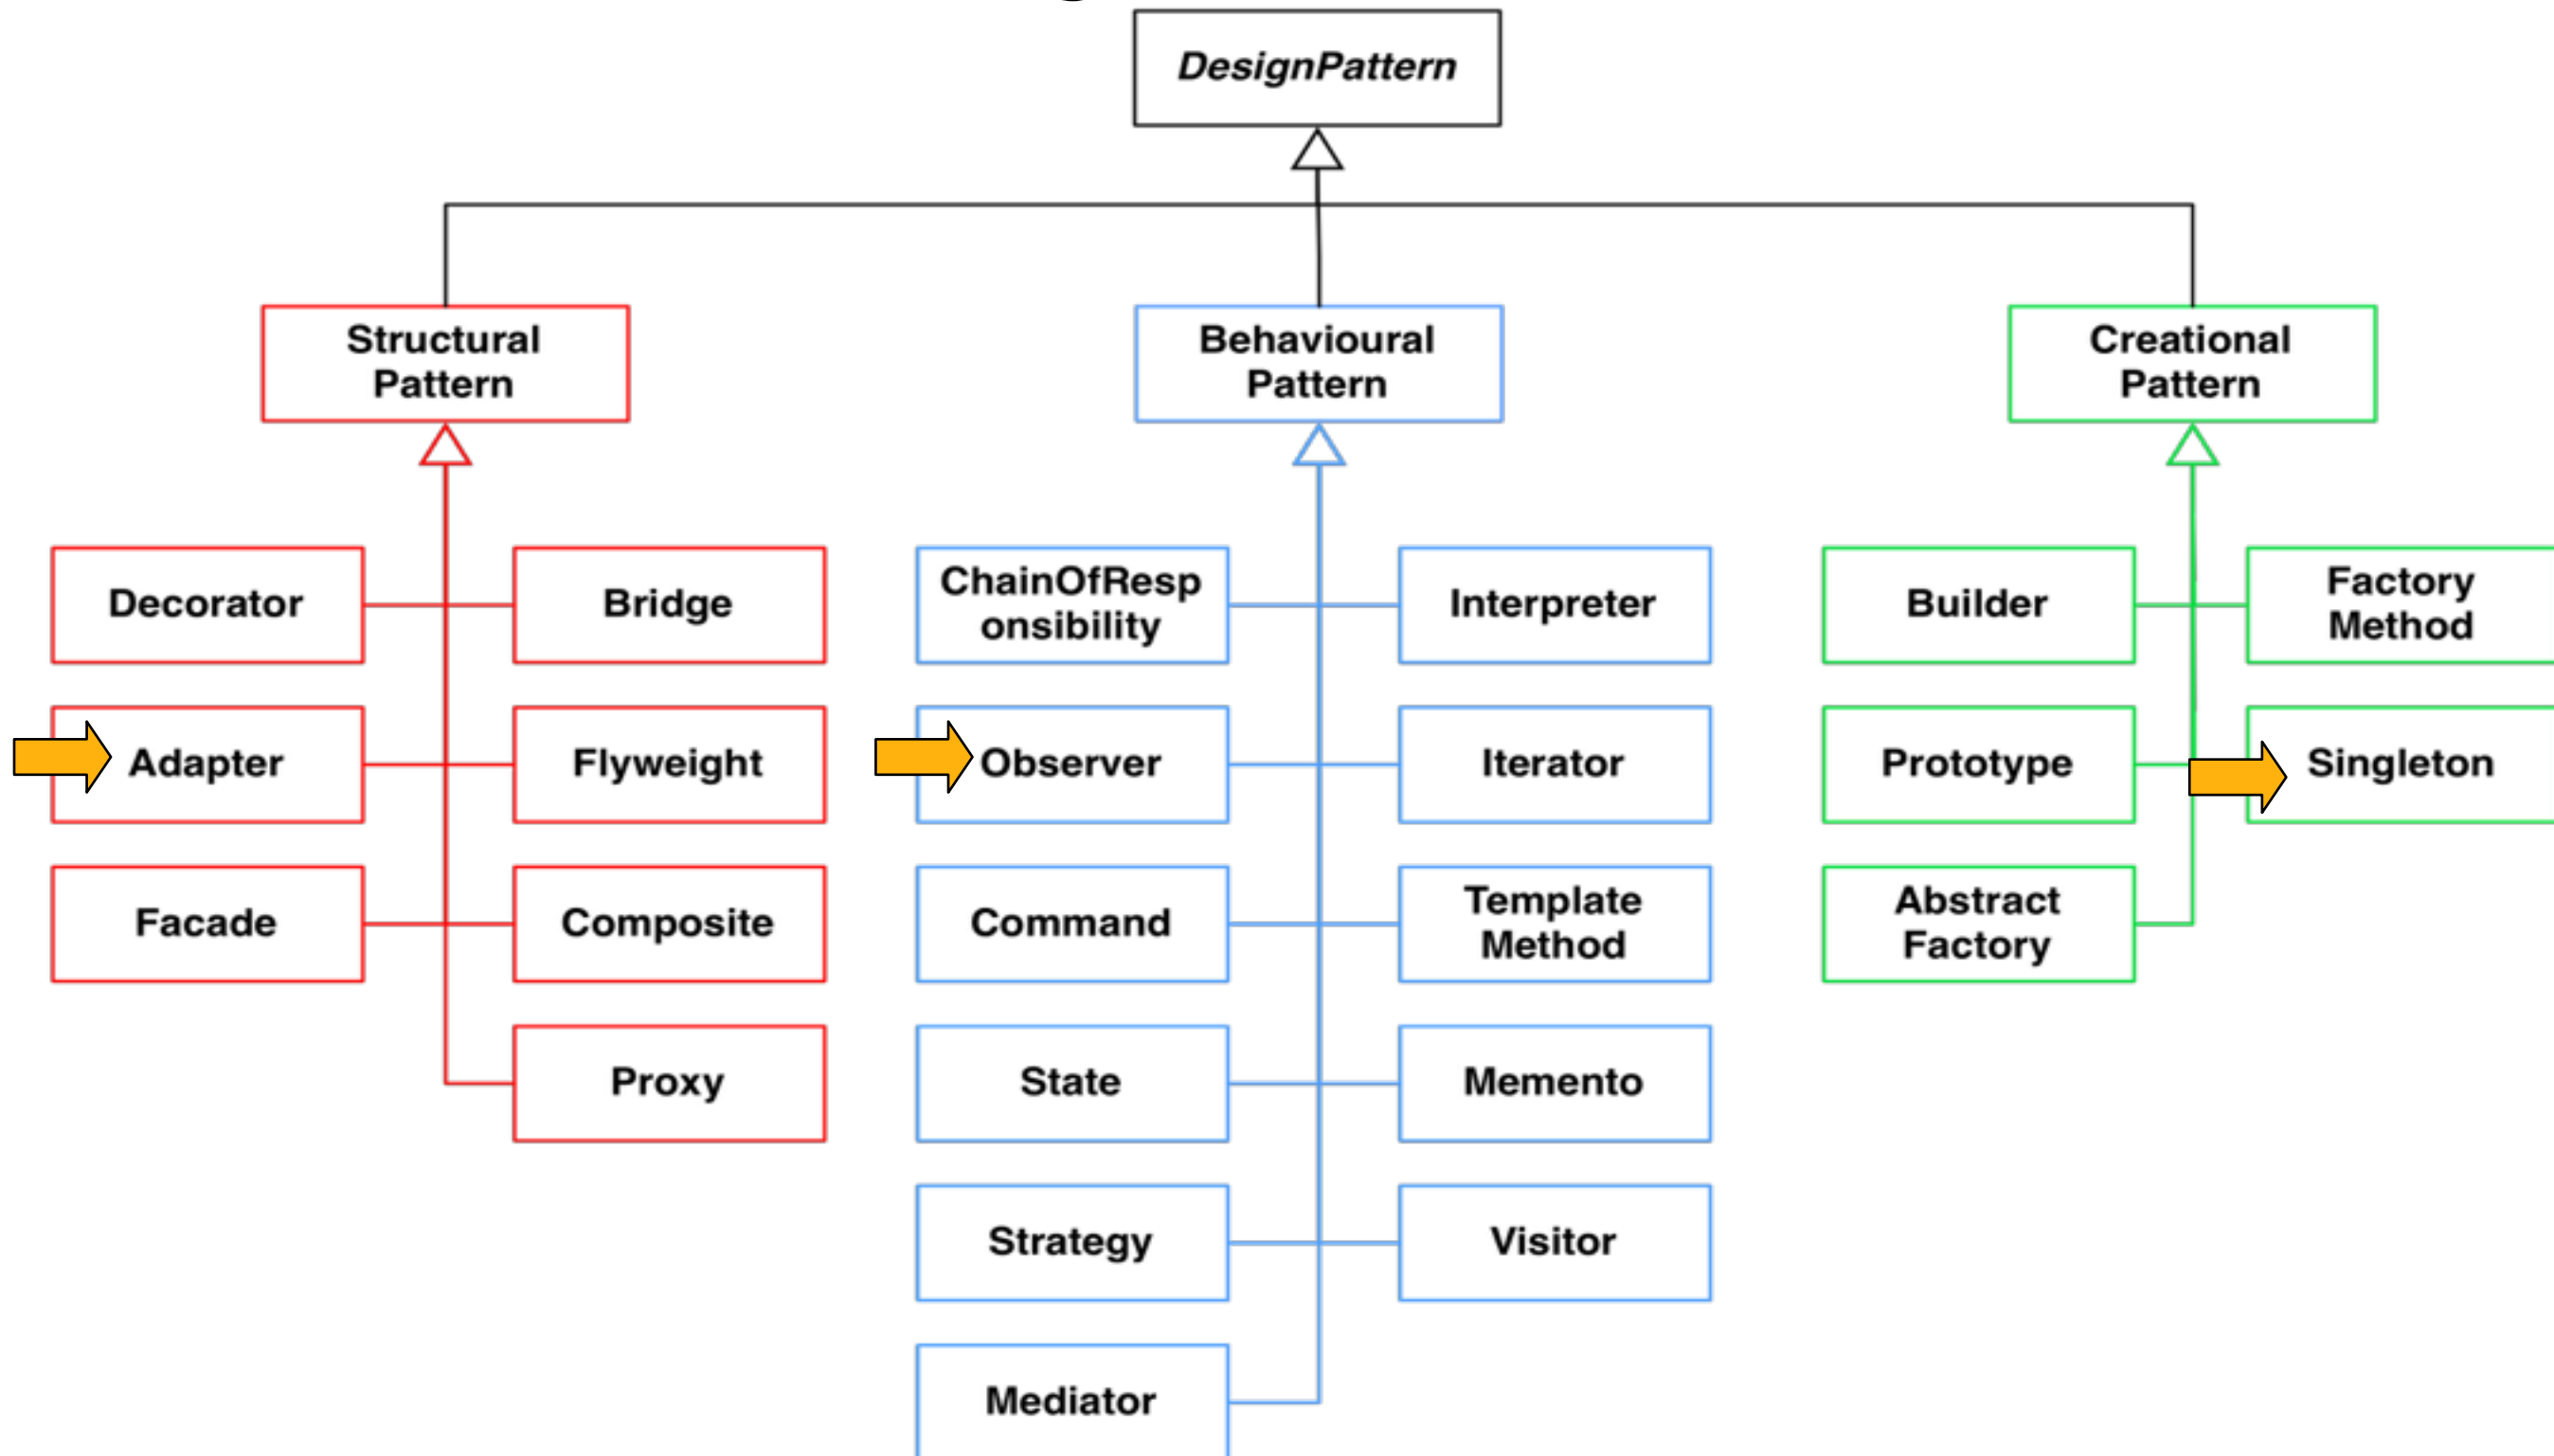 DesignPattern
Structural
Pattern
Behavioural
Pattern
Creational
Pattern
Decorator
Bridge
ChainOfResp
onsibility
Interpreter
Builder
Factory
Method
Adapter
Flyweight
Observer
Iterator
Prototype
Singleton
Facade
Composite
Command
Template
Method
Abstract
Factory
Proxy
State
Memento
Strategy
Visitor
Mediator